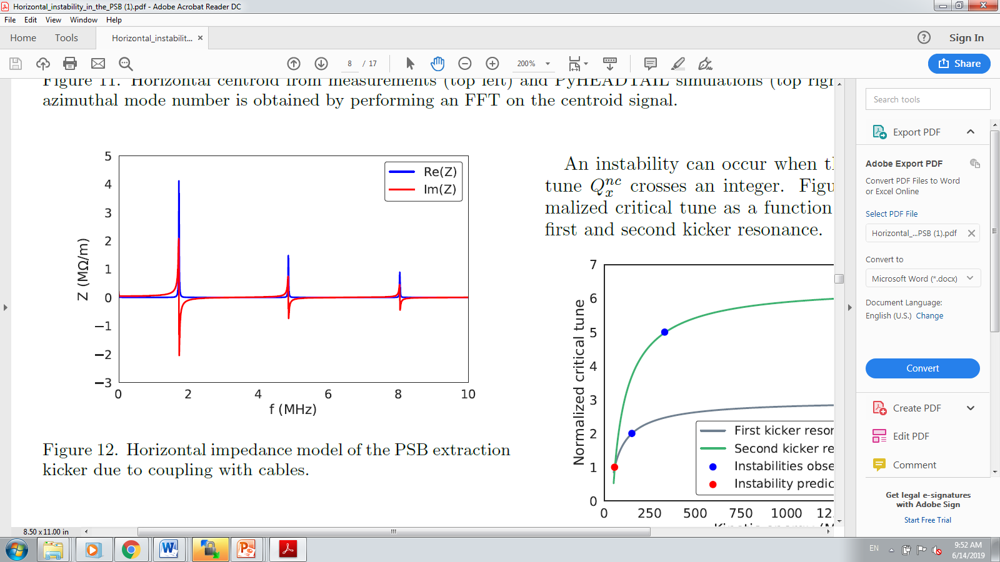 Horizontal_instability_in_the_PSB (1).pdf - Adobe Acrobat Reader DC
File Edit View Window Help
Home Tools Horizontal_instabilit... × Sign In
8 / 17 200% Share
Figure 11. Horizontal centroid from measurements (top left) and PyHEADTAIL simulations (top righ
azimuthal mode number is obtained by performing an FFT on the centroid signal.
5
4
3
2
1
0
−1
−2
−3
0 2 4 6 8 10
Z (MΩ/m)
f (MHz)
Re(Z)
Im(Z)
Figure 12. Horizontal impedance model of the PSB extraction
kicker due to coupling with cables.
An instability can occur when t
tune Qxnc crosses an integer. Figu
malized critical tune as a function
first and second kicker resonance.
7
6
5
4
3
2
1
0
0 250 500 750 1000 12
Normalized critical tune
First kicker resor
Second kicker re
Instabilities obse
Instability predic
Kinetic energy (M
8.50 x 11.00 in
Search tools
Export PDF
Adobe Export PDF
Convert PDF Files to Word
or Excel Online
Select PDF File
Horizontal_...PSB (1).pdf
Convert to
Microsoft Word (*.docx)
Document Language:
English (U.S.) Change
Convert
Create PDF
Edit PDF
Comment
Get legal e-signatures
with Adobe Sign
Start Free Trial
EN
9:52 AM
6/14/2019